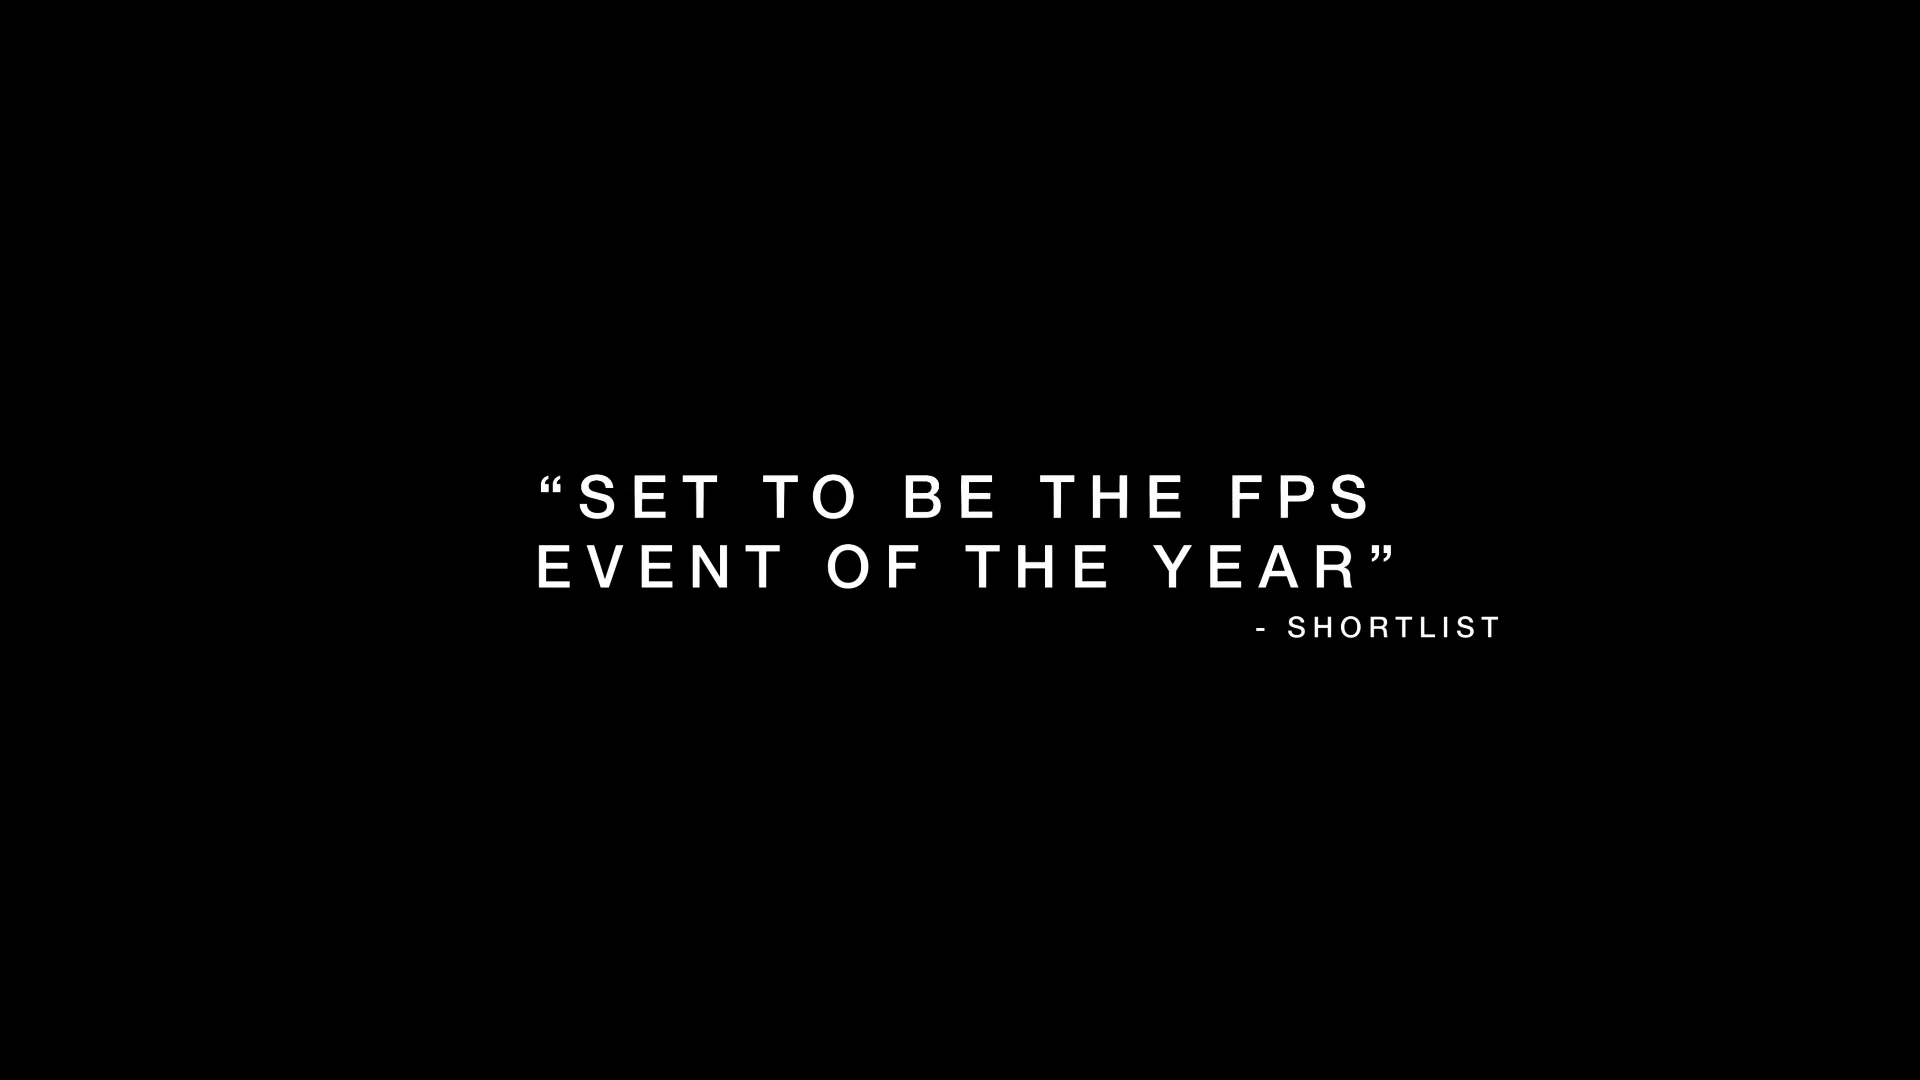 “SET TO BE THE FPS
EVENT OF THE YEAR”
- SHORTLIST